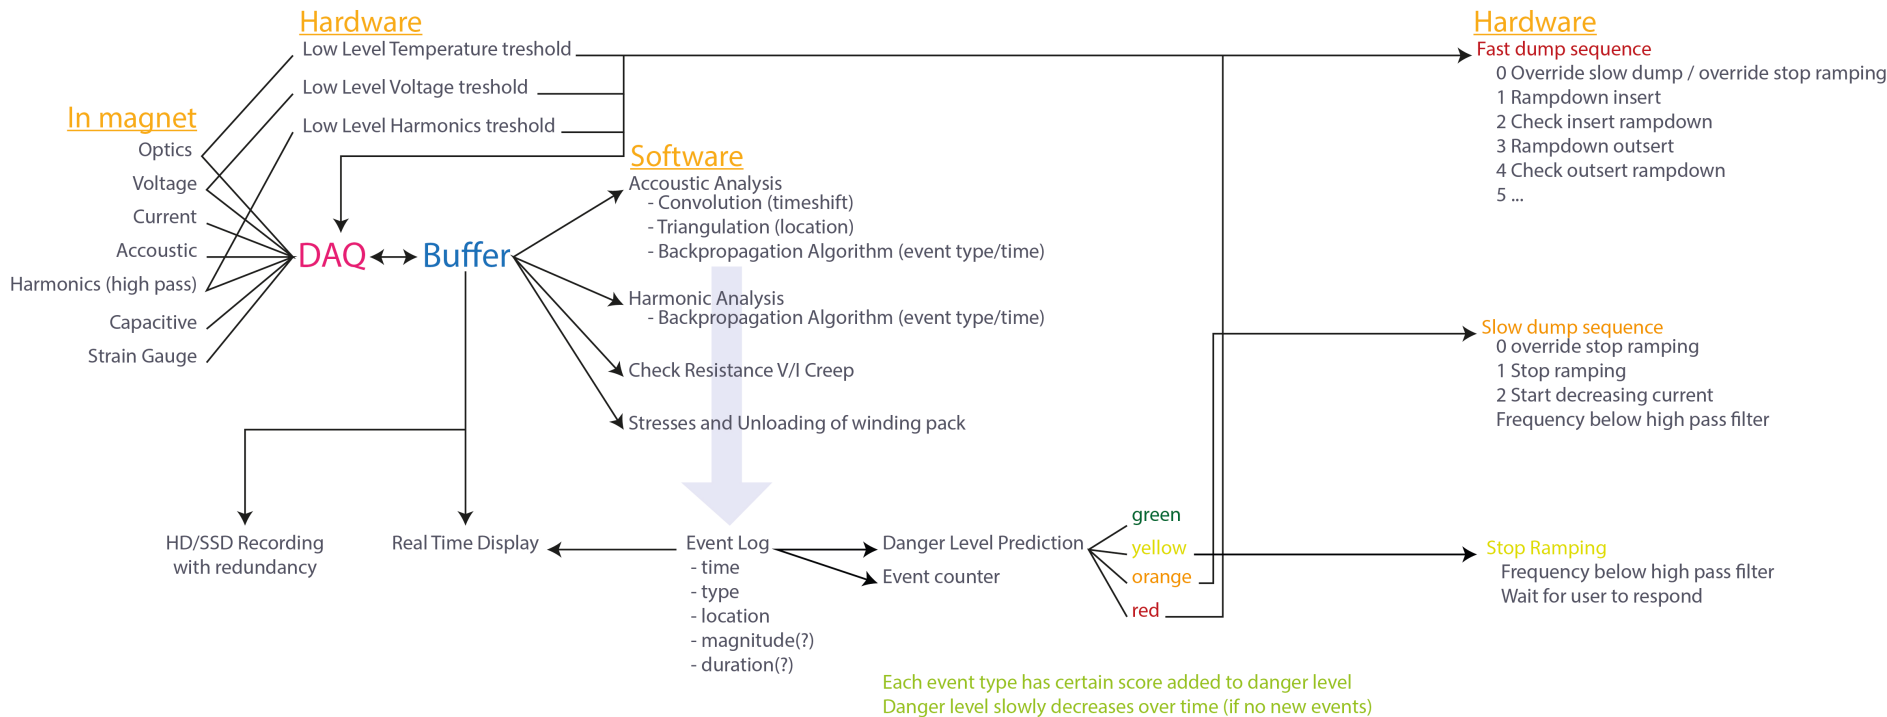 Hardware
Low Level Temperature treshold
Low Level Voltage treshold
Low Level Harmonics treshold
In magnet
Optics
Voltage
Current
Accoustic
Harmonics (high pass)
Capacitive
Strain Gauge
DAQ
Buffer
Software
Accoustic Analysis
- Convolution (timeshift)
- Triangulation (location)
- Backpropagation Algorithm (event type/time)
Harmonic Analysis
- Backpropagation Algorithm (event type/time)
Check Resistance V/I Creep
Stresses and Unloading of winding pack
HD/SSD Recording
with redundancy
Real Time Display
Event Log
- time
- type
- location
- magnitude(?)
- duration(?)
Danger Level Prediction
Event counter
green
yellow
orange
red
Each event type has certain score added to danger level
Danger level slowly decreases over time (if no new events)
Hardware
Fast dump sequence
0 Override slow dump / override stop ramping
1 Rampdown insert
2 Check insert rampdown
3 Rampdown outsert
4 Check outsert rampdown
5 ...
Slow dump sequence
0 override stop ramping
1 Stop ramping
2 Start decreasing current
Frequency below high pass filter
Stop Ramping
Frequency below high pass filter
Wait for user to respond